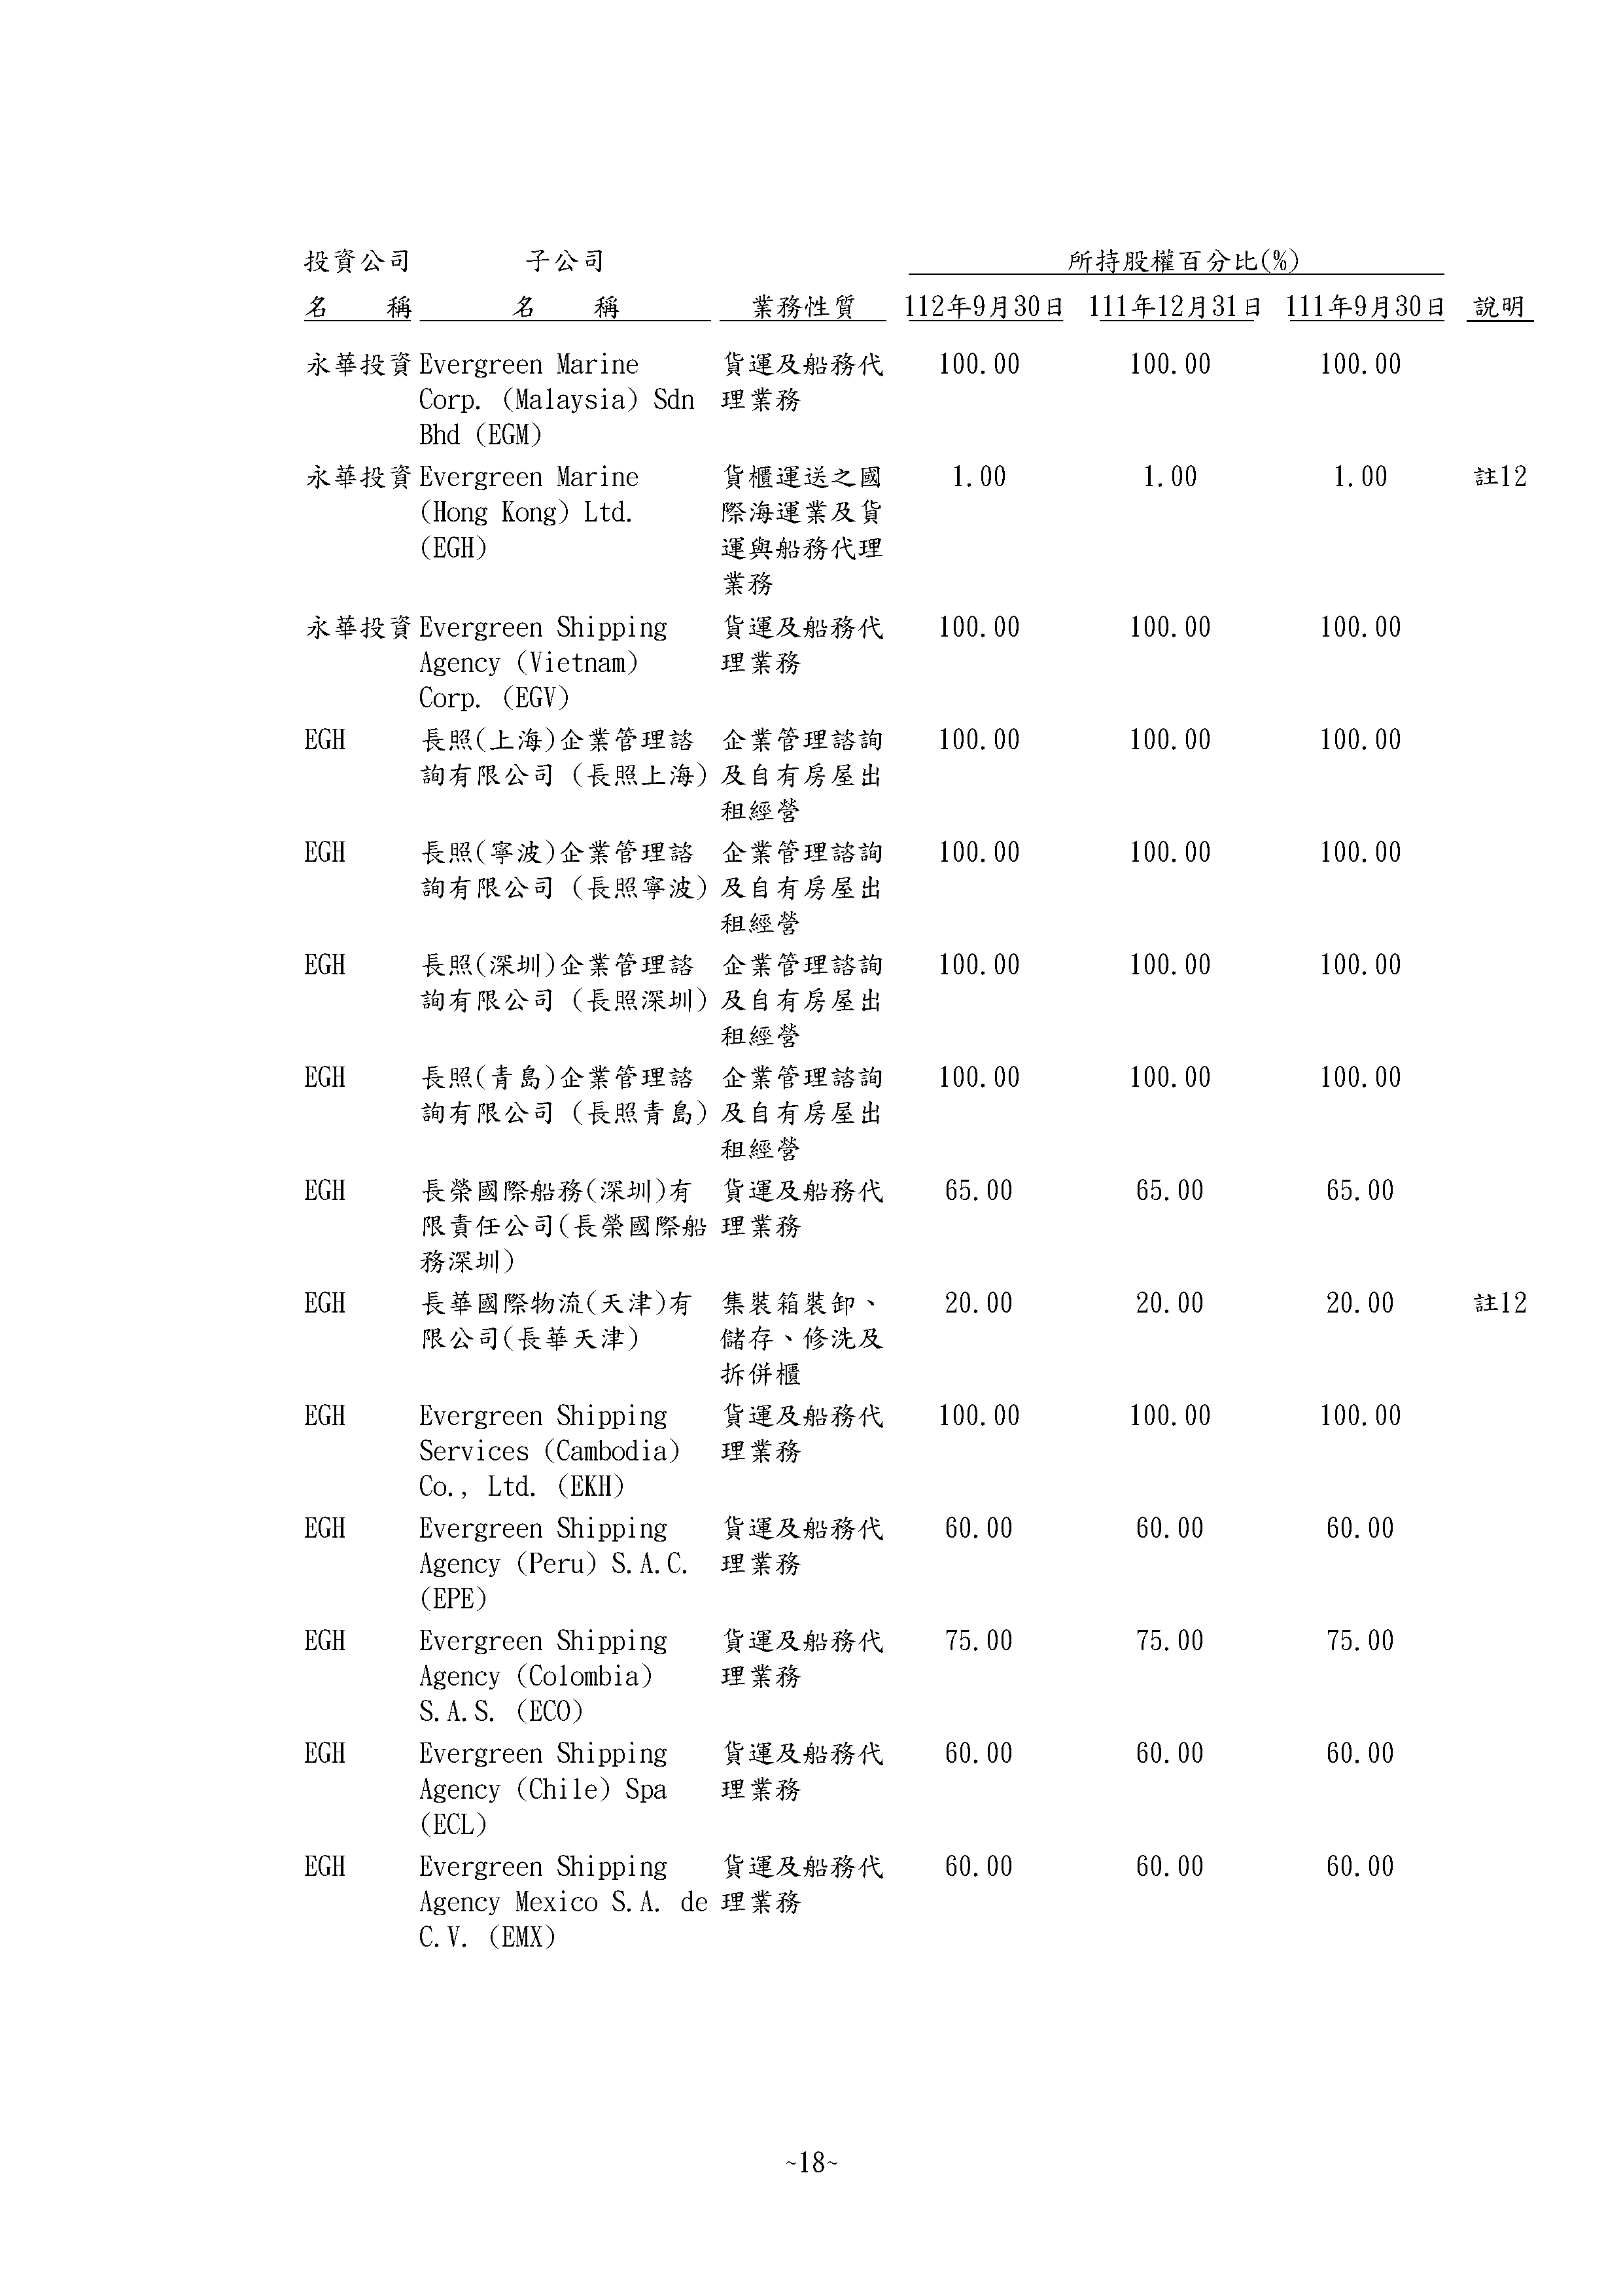 投資公司 子公司 所持股權百分比(%)
名 稱 名 稱 業務性質 112年9月30日 111年12月31日 111年9月30日 說明
永華投資 Evergreen Marine 貨運及船務代 100.00 100.00 100.00
Corp. (Malaysia) Sdn 理業務
Bhd (EGM)
永華投資 Evergreen Marine 貨櫃運送之國 1.00 1.00 1.00 註12
(Hong Kong) Ltd. 際海運業及貨
(EGH) 運與船務代理
業務
永華投資 Evergreen Shipping 貨運及船務代 100.00 100.00 100.00
Agency (Vietnam) 理業務
Corp. (EGV)
EGH 長照(上海)企業管理諮 企業管理諮詢 100.00 100.00 100.00
詢有限公司 (長照上海) 及自有房屋出
租經營
EGH 長照(寧波)企業管理諮 企業管理諮詢 100.00 100.00 100.00
詢有限公司 (長照寧波) 及自有房屋出
租經營
EGH 長照(深圳)企業管理諮 企業管理諮詢 100.00 100.00 100.00
詢有限公司 (長照深圳) 及自有房屋出
租經營
EGH 長照(青島)企業管理諮 企業管理諮詢 100.00 100.00 100.00
詢有限公司 (長照青島) 及自有房屋出
租經營
EGH 長榮國際船務(深圳)有 貨運及船務代 65.00 65.00 65.00
限責任公司(長榮國際船 理業務
務深圳)
EGH 長華國際物流(天津)有 集裝箱裝卸、 20.00 20.00 20.00 註12
限公司(長華天津) 儲存、修洗及
拆併櫃
EGH Evergreen Shipping 貨運及船務代 100.00 100.00 100.00
Services (Cambodia) 理業務
Co., Ltd. (EKH)
EGH Evergreen Shipping 貨運及船務代 60.00 60.00 60.00
Agency (Peru) S.A.C. 理業務
(EPE)
EGH Evergreen Shipping 貨運及船務代 75.00 75.00 75.00
Agency (Colombia) 理業務
S.A.S. (ECO)
EGH Evergreen Shipping 貨運及船務代 60.00 60.00 60.00
Agency (Chile) Spa 理業務
(ECL)
EGH Evergreen Shipping 貨運及船務代 60.00 60.00 60.00
Agency Mexico S.A. de 理業務
C.V. (EMX)
~18~